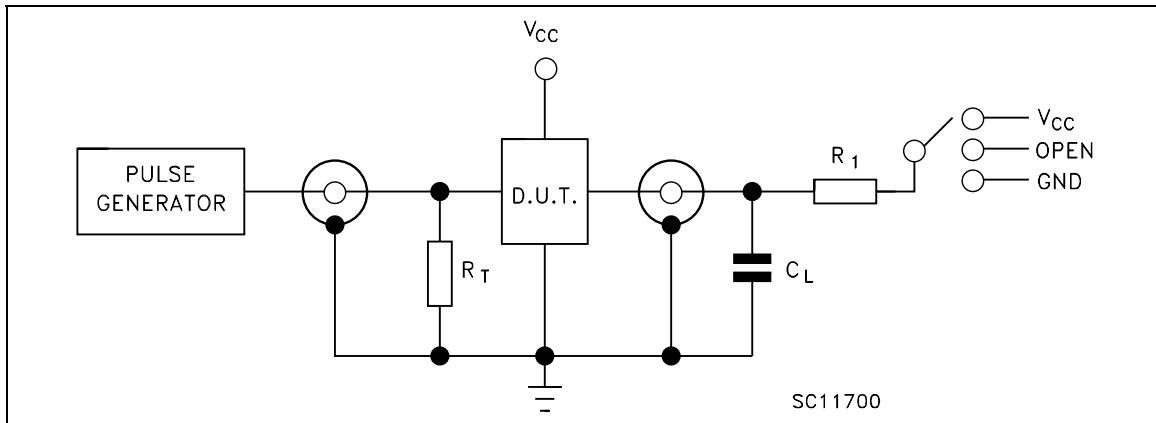 VCC
PULSE
GENERATOR
RT
D.U.T.
CL
R1
VCC
OPEN
GND
SC11700